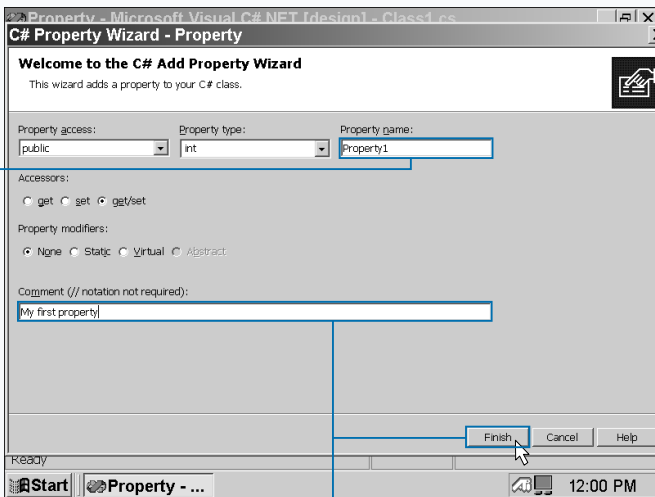 Property - Microsoft Visual C# .NET [design] - Class1.cs
C# Property Wizard - Property
Welcome to the C# Add Property Wizard
This wizard adds a property to your C# class.
Property access: Property type: Property name:
public int Property1
Accessors:
get set get/set
Property modifiers:
None Static Virtual Abstract
Comment (// notation not required):
My first property
Finish Cancel Help
Ready
Start Property - ... 12:00 PM